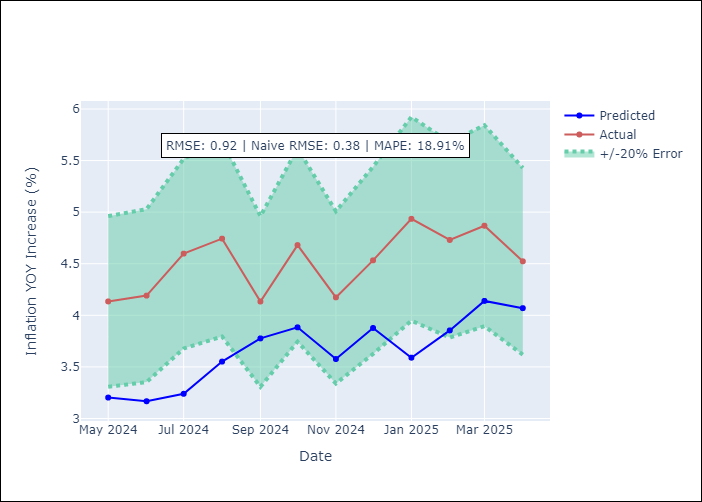 RMSE: 0.92 | Naive RMSE: 0.38 | MAPE: 18.91%
Predicted
Actual
+/-20% Error
Inflation YOY Increase (%)
6
5.5
5
4.5
4
3.5
3
May 2024
Jul 2024
Sep 2024
Nov 2024
Jan 2025
Mar 2025
Date